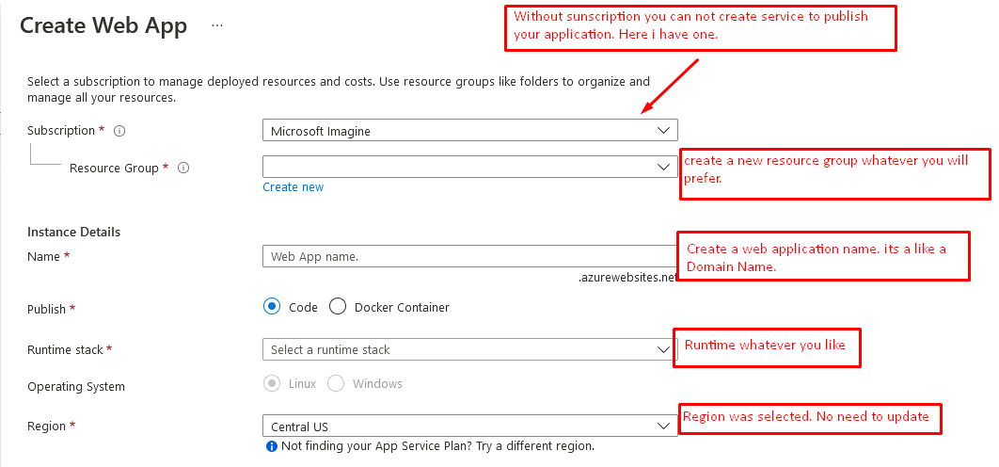 Create Web App ...
Without sunscription you can not create service to publish
your application. Here i have one.
Select a subscription to manage deployed resources and costs. Use resource groups like folders to organize and
manage all your resources.
Subscription *
Microsoft Imagine
Resource Group *
Create new
create a new resource group whatever you will
prefer.
Instance Details
Name *
Web App name.
.azurewebsites.net
Create a web application name. its a like a
Domain Name.
Publish *
Code Docker Container
Runtime stack *
Select a runtime stack
Runtime whatever you like
Operating System
Linux Windows
Region *
Central US
Region was selected. No need to update
Not finding your App Service Plan? Try a different region.